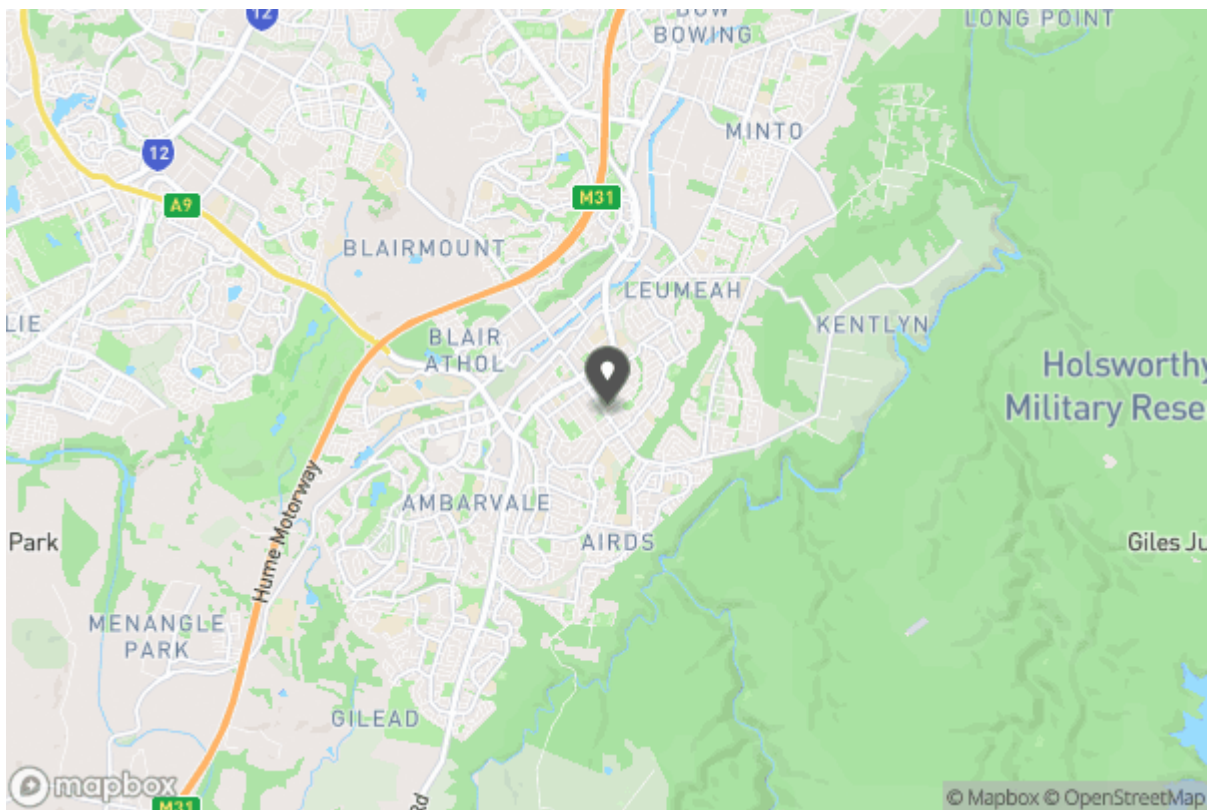 12
BOW
BOWING
LONG POINT
MINTO
12
A9
M31
BLAIRMOUNT
LEUMEAH
LIE
BLAIR
ATHOL
KENTLYN
Holsworthy
Military Rese
AMBARVALE
Hume Motorway
AIRDS
Park
Giles Ju
MENANGLE
PARK
GILEAD
mapbox
M31
Rd
© Mapbox © OpenStreetMap